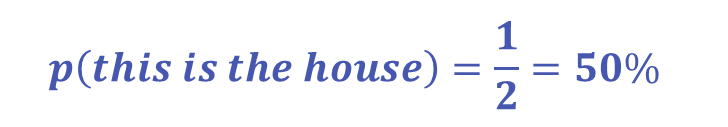 p(this is the house) = 1/2 = 50%